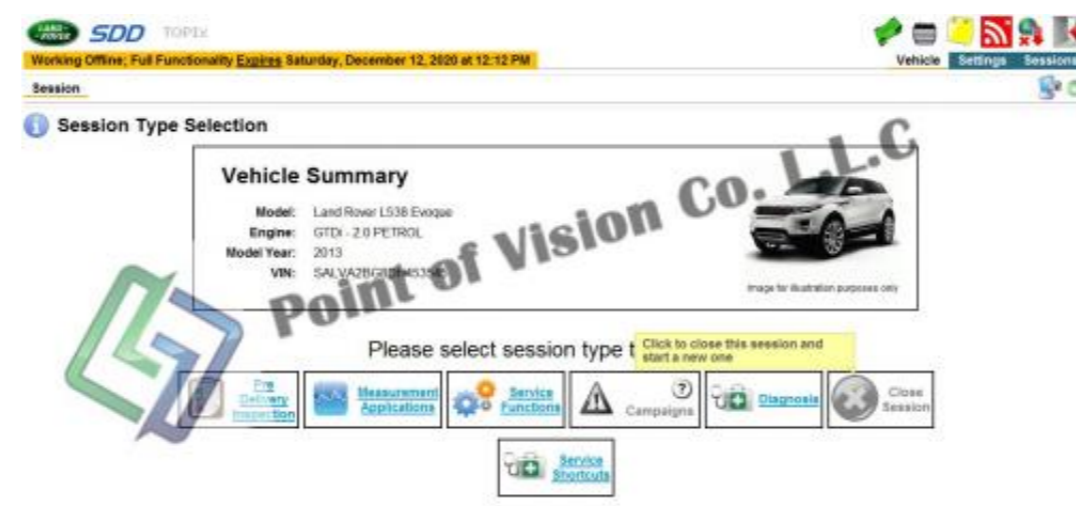 LAND-
ROVER
SDD TOPIx
Working Offline; Full Functionality Expires Saturday, December 12, 2020 at 12:12 PM
Vehicle Settings Sessions
Session
Session Type Selection
Vehicle Summary
Model: Land Rover L538 Evoque
Engine: GTDi - 2.0 PETROL
Model Year: 2013
VIN:
image for illustration purposes only
Point of Vision Co. L.L.C
Please select session type
Click to close this session and
start a new one
Pre
Delivery
Inspection
Measurement
Applications
Service
Functions
Campaigns
Diagnosis
Close
Session
Service
Shortcuts